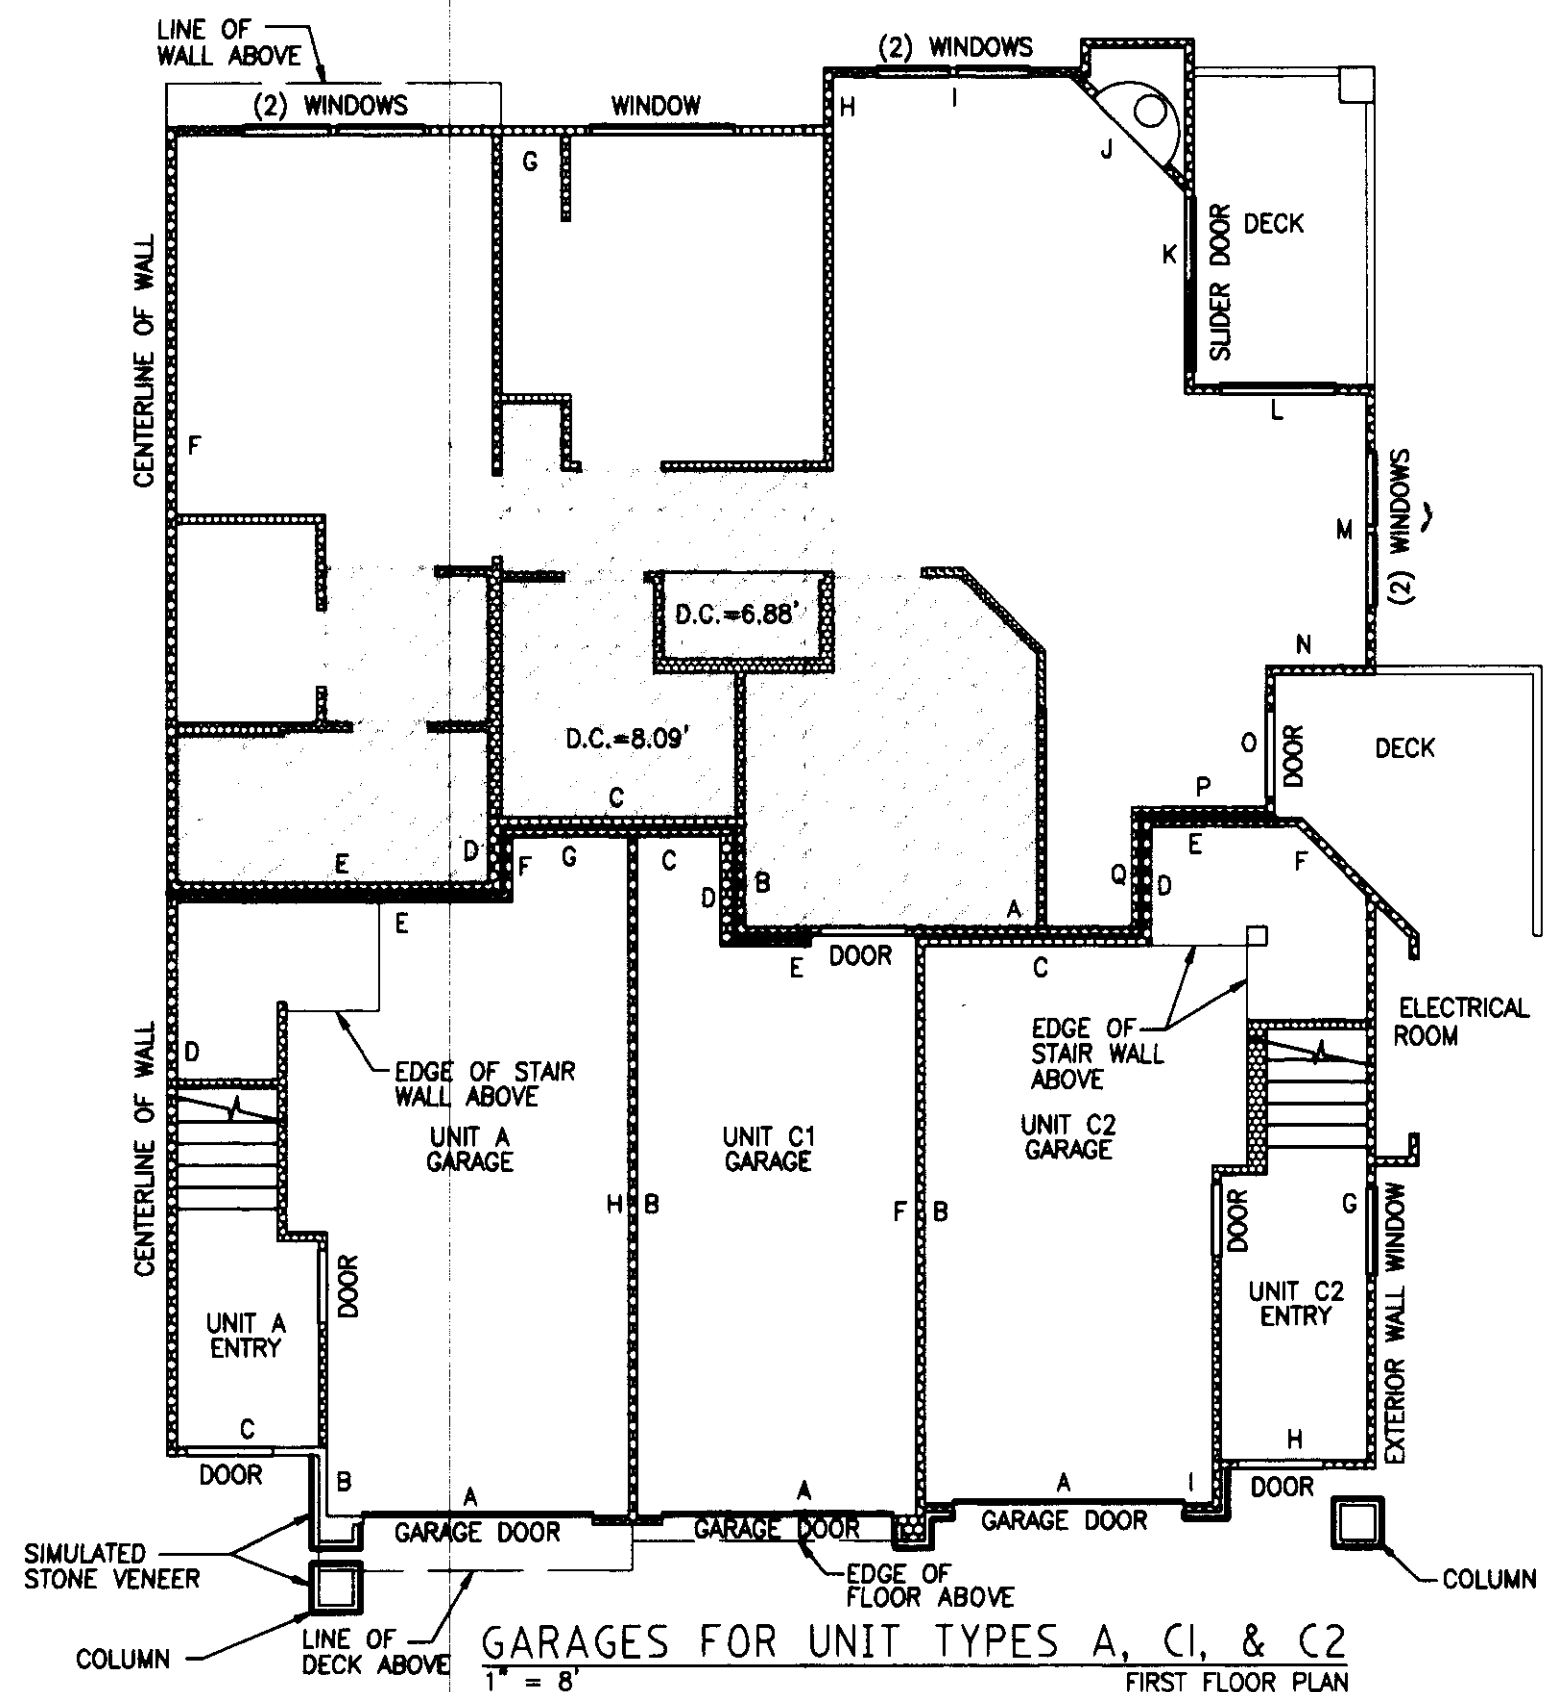 LINE OF
WALL ABOVE
(2) WINDOWS
WINDOW
(2) WINDOWS
H
I
G
J
DECK
K
SLIDER DOOR
CENTERLINE OF WALL
F
L
(2) WINDOWS
M
D.C.=6.88'
N
D.C.=8.09'
O
DOOR
DECK
C
P
E
D
F
G
C
D
B
Q
D
E
F
E
A
E
DOOR
C
D
EDGE OF
STAIR WALL
ABOVE
ELECTRICAL
ROOM
EDGE OF STAIR
WALL ABOVE
CENTERLINE OF WALL
UNIT A
GARAGE
UNIT C1
GARAGE
UNIT C2
GARAGE
H
B
F
B
DOOR
G
EXTERIOR WALL WINDOW
DOOR
UNIT A
ENTRY
UNIT C2
ENTRY
C
DOOR
B
A
A
A
I
H
DOOR
GARAGE DOOR
GARAGE DOOR
GARAGE DOOR
SIMULATED
STONE VENEER
EDGE OF
FLOOR ABOVE
COLUMN
COLUMN
LINE OF
DECK ABOVE
GARAGES FOR UNIT TYPES A, C1, & C2
1" = 8'
FIRST FLOOR PLAN